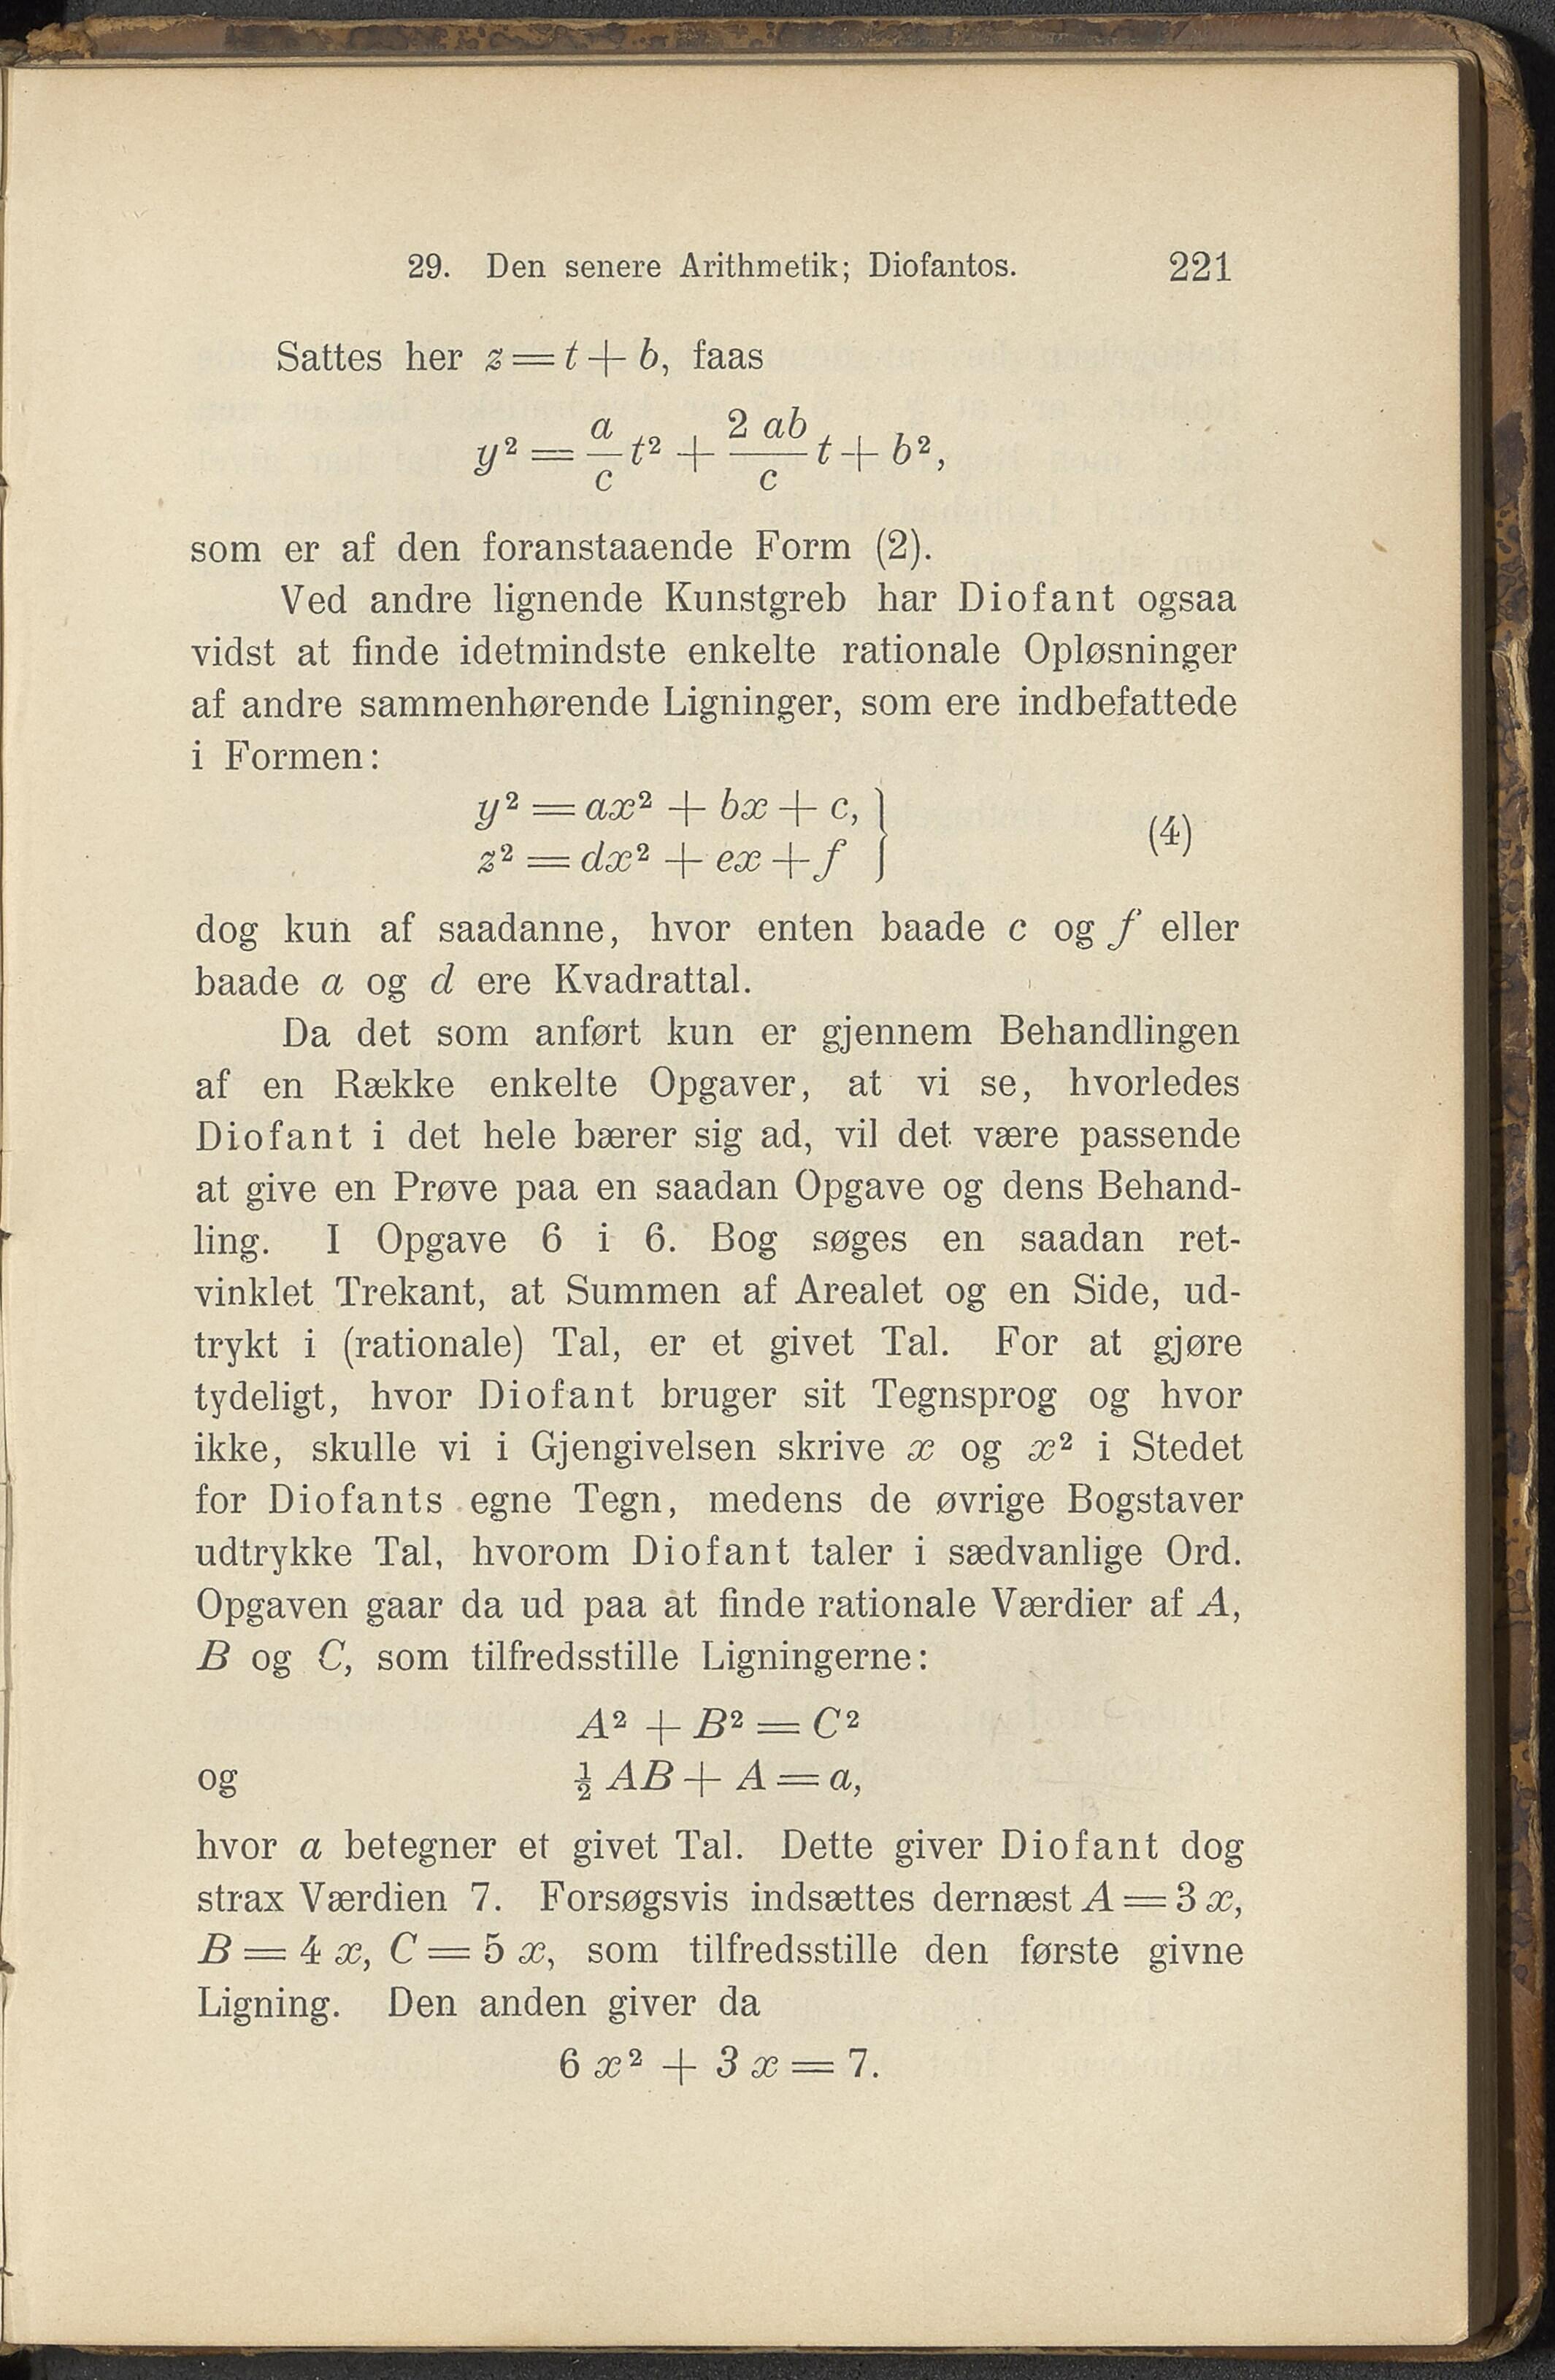 29. Den senere Arithmetik; Diofantos. 221
Sattes her z = t + b, faas
y² = a/c t² + 2 ab/c t + b²,
som er af den foranstaaende Form (2).
Ved andre lignende Kunstgreb har Diofant ogsaa
vidst at finde idetmindste enkelte rationale Opløsninger
af andre sammenhørende Ligninger, som ere indbefattede
i Formen:
y² = ax² + bx + c,
z² = dx² + ex + f } (4)
dog kun af saadanne, hvor enten baade c og f eller
baade a og d ere Kvadrattal.
Da det som anført kun er gjennem Behandlingen
af en Række enkelte Opgaver, at vi se, hvorledes
Diofant i det hele bærer sig ad, vil det være passende
at give en Prøve paa en saadan Opgave og dens Behand-
ling. I Opgave 6 i 6. Bog søges en saadan ret-
vinklet Trekant, at Summen af Arealet og en Side, ud-
trykt i (rationale) Tal, er et givet Tal. For at gjøre
tydeligt, hvor Diofant bruger sit Tegnsprog og hvor
ikke, skulle vi i Gjengivelsen skrive x og x² i Stedet
for Diofants egne Tegn, medens de øvrige Bogstaver
udtrykke Tal, hvorom Diofant taler i sædvanlige Ord.
Opgaven gaar da ud paa at finde rationale Værdier af A,
B og C, som tilfredsstille Ligningerne:
A² + B² = C²
og ½ AB + A = a,
hvor a betegner et givet Tal. Dette giver Diofant dog
strax Værdien 7. Forsøgsvis indsættes dernæst A = 3 x,
B = 4 x, C = 5 x, som tilfredsstille den første givne
Ligning. Den anden giver da
6 x² + 3 x = 7.